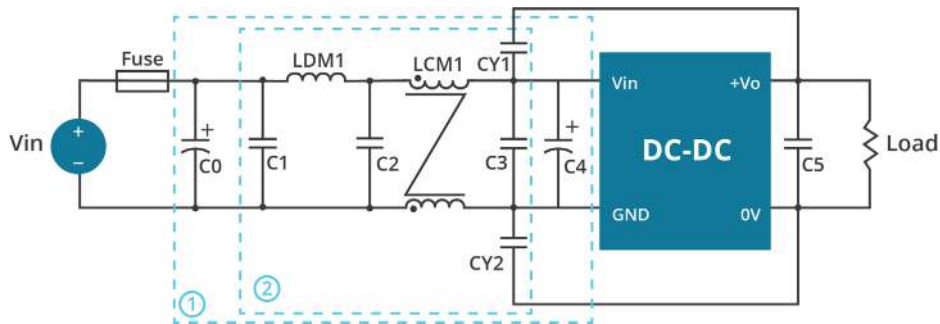 Fuse
LDM1
LCM1
CY1
Vin
+
−
+
C0
C1
C2
C3
+
C4
Vin
+Vo
DC-DC
GND
0V
C5
Load
CY2
1
2